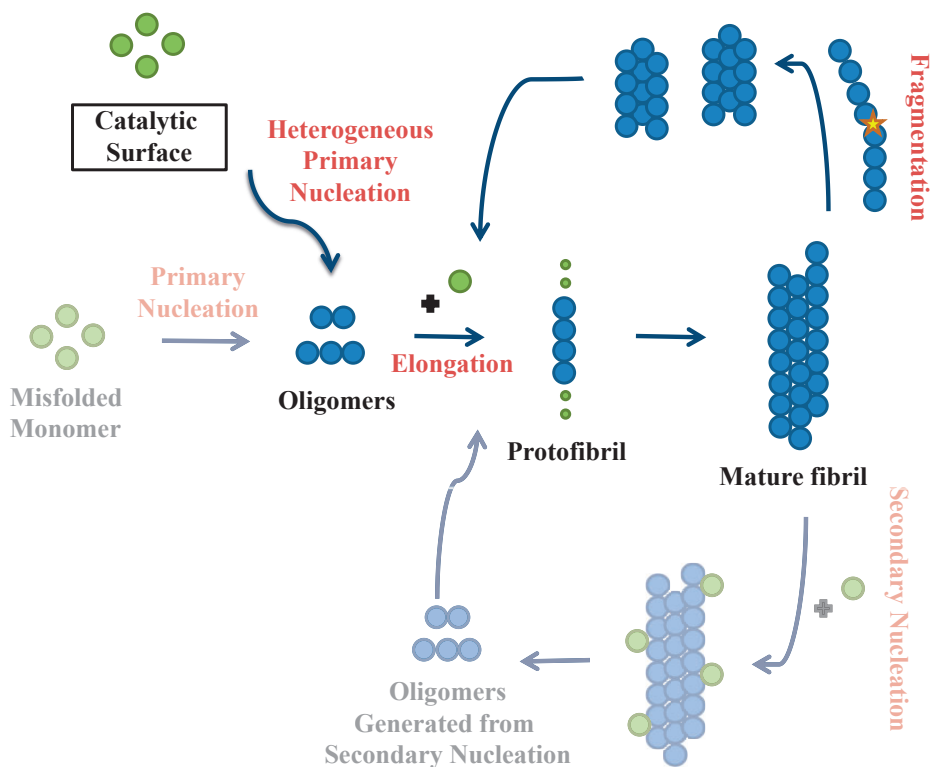 Catalytic
Surface
Heterogeneous
Primary
Nucleation
Fragmentation
Primary
Nucleation
Misfolded
Monomer
Oligomers
Elongation
Protofibril
Mature fibril
Secondary Nucleation
Oligomers
Generated from
Secondary Nucleation